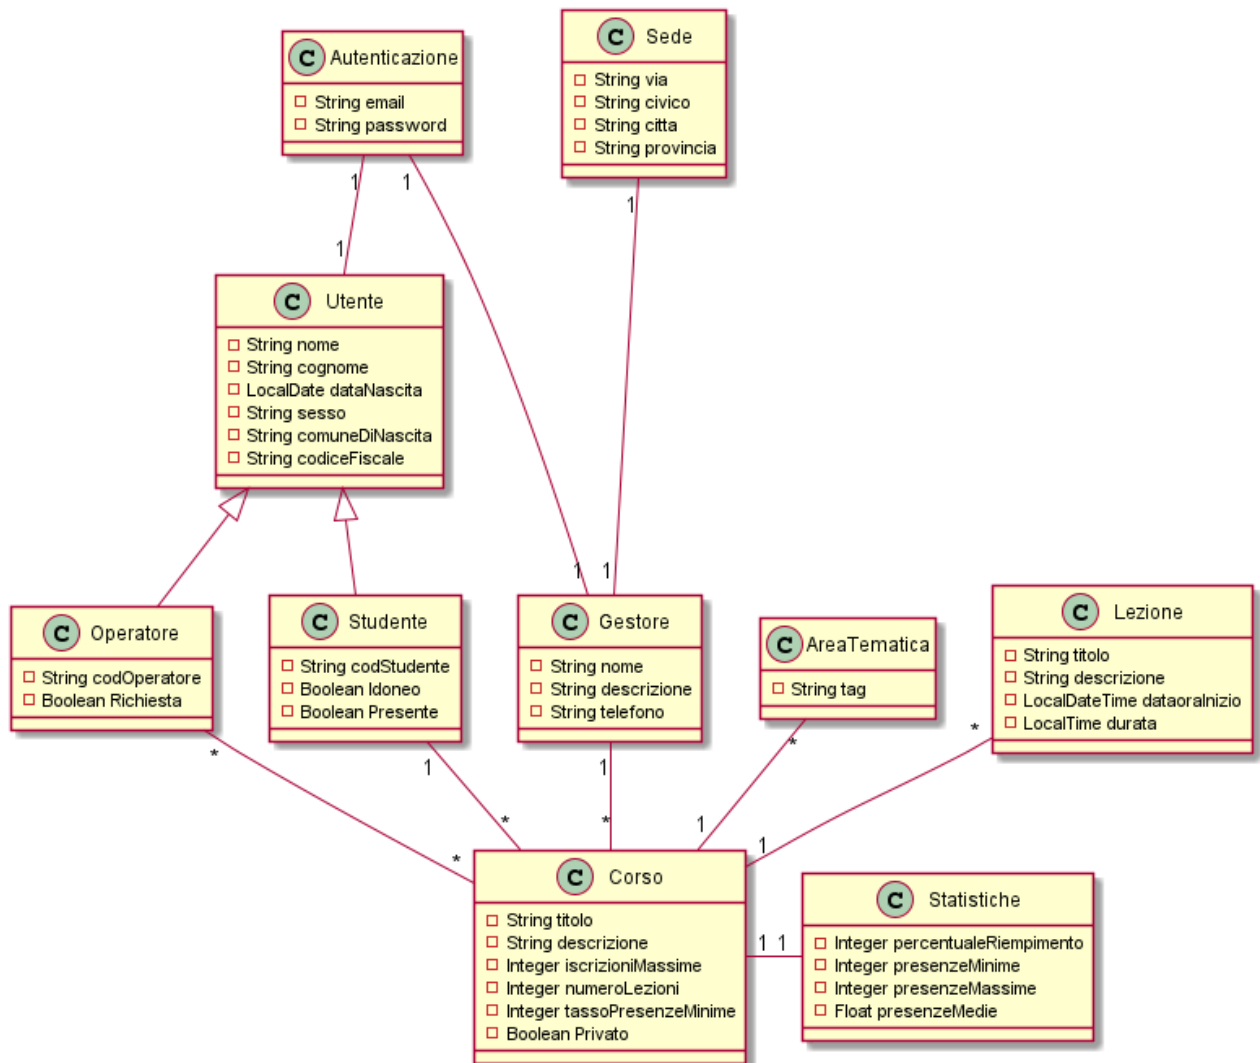 C Autenticazione
String email
String password
C Sede
String via
String civico
String citta
String provincia
1
1
1
1
C Utente
String nome
String cognome
LocalDate dataNascita
String sesso
String comuneDiNascita
String codiceFiscale
1
1
C Operatore
String codOperatore
Boolean Richiesta
C Studente
String codStudente
Boolean Idoneo
Boolean Presente
C Gestore
String nome
String descrizione
String telefono
C AreaTematica
String tag
C Lezione
String titolo
String descrizione
LocalDateTime dataoraInizio
LocalTime durata
*
1
1
*
*
*
*
*
1
1
C Corso
String titolo
String descrizione
Integer iscrizioniMassime
Integer numeroLezioni
Integer tassoPresenzeMinime
Boolean Privato
1 1
C Statistiche
Integer percentualeRiempimento
Integer presenzeMinime
Integer presenzeMassime
Float presenzeMedie